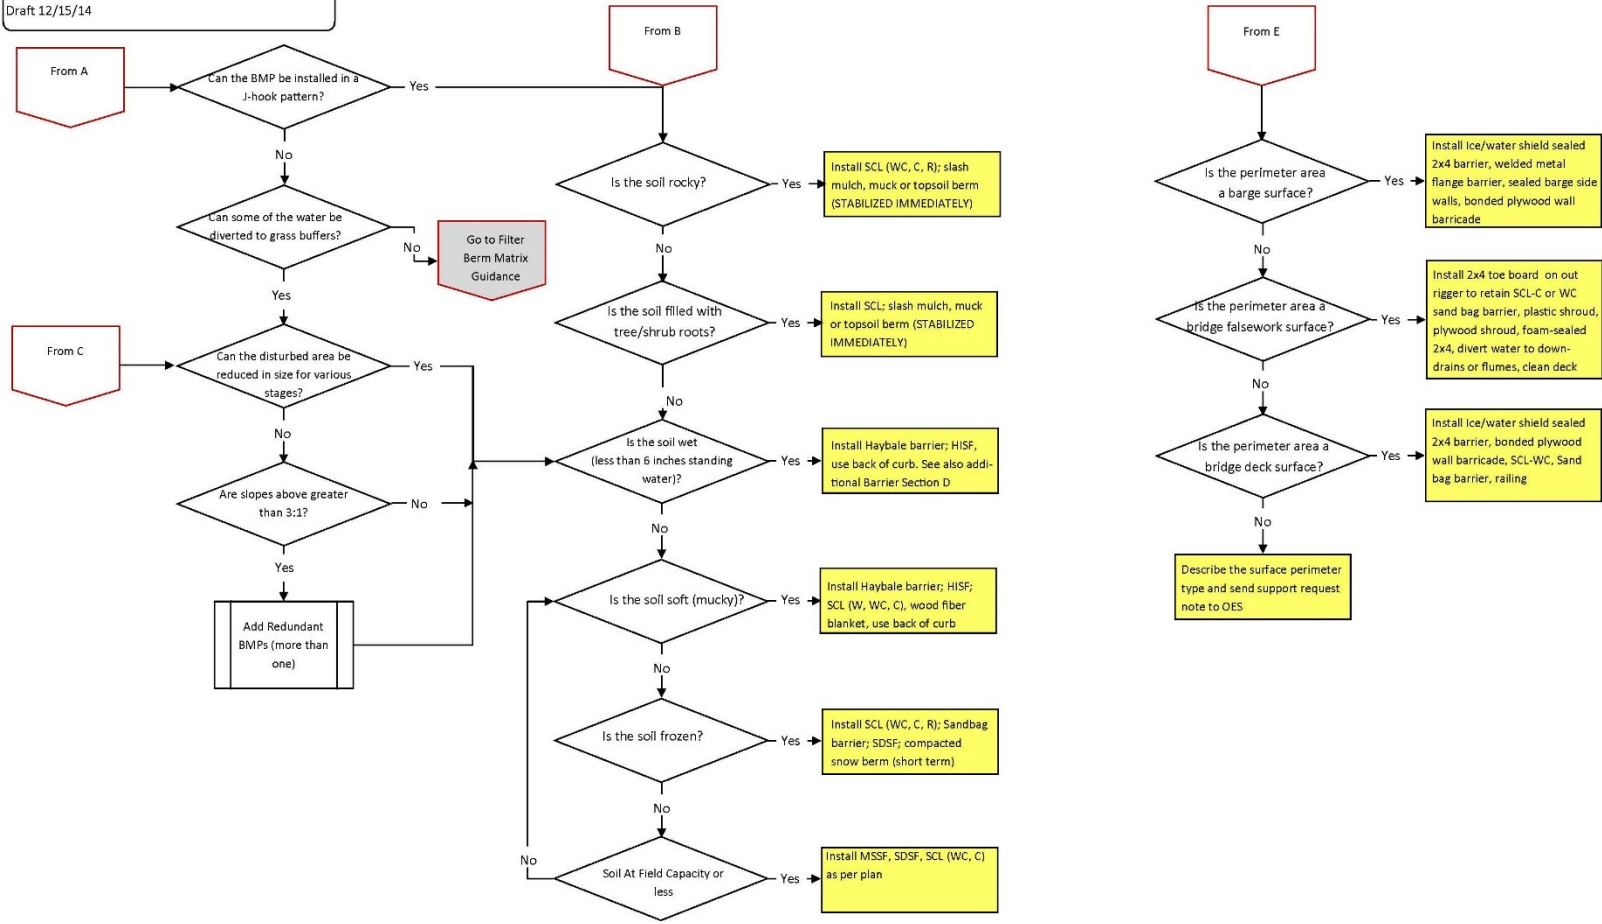 Draft 12/15/14
From A
Can the BMP be installed in a
J-hook pattern?
Yes
No
Can some of the water be
diverted to grass buffers?
No
Go to Filter
Berm Matrix
Guidance
Yes
From C
Can the disturbed area be
reduced in size for various
stages?
Yes
No
Are slopes above greater
than 3:1?
No
Yes
Add Redundant
BMPs (more than
one)
From B
Is the soil rocky?
Yes
Install SCL (WC, C, R); slash
mulch, muck or topsoil berm
(STABILIZED IMMEDIATELY)
No
Is the soil filled with
tree/shrub roots?
Yes
Install SCL; slash mulch, muck
or topsoil berm (STABILIZED
IMMEDIATELY)
No
Is the soil wet
(less than 6 inches standing
water)?
Yes
Install Haybale barrier; HISF,
use back of curb. See also addi-
tional Barrier Section D
No
Is the soil soft (mucky)?
Yes
Install Haybale barrier; HISF;
SCL (W, WC, C), wood fiber
blanket, use back of curb
No
Is the soil frozen?
Yes
Install SCL (WC, C, R); Sandbag
barrier; SDSF; compacted
snow berm (short term)
No
Soil At Field Capacity or
less
No
Yes
Install MSSF, SDSF, SCL (WC, C)
as per plan
From E
Is the perimeter area
a barge surface?
Yes
Install Ice/water shield sealed
2x4 barrier, welded metal
flange barrier, sealed barge side
walls, bonded plywood wall
barricade
No
Is the perimeter area a
bridge falsework surface?
Yes
Install 2x4 toe board on out
rigger to retain SCL-C or WC
sand bag barrier, plastic shroud,
plywood shroud, foam-sealed
2x4, divert water to down-
drains or flumes, clean deck
No
Is the perimeter area a
bridge deck surface?
Yes
Install Ice/water shield sealed
2x4 barrier, bonded plywood
wall barricade, SCL-WC, Sand
bag barrier, railing
No
Describe the surface perimeter
type and send support request
note to OES